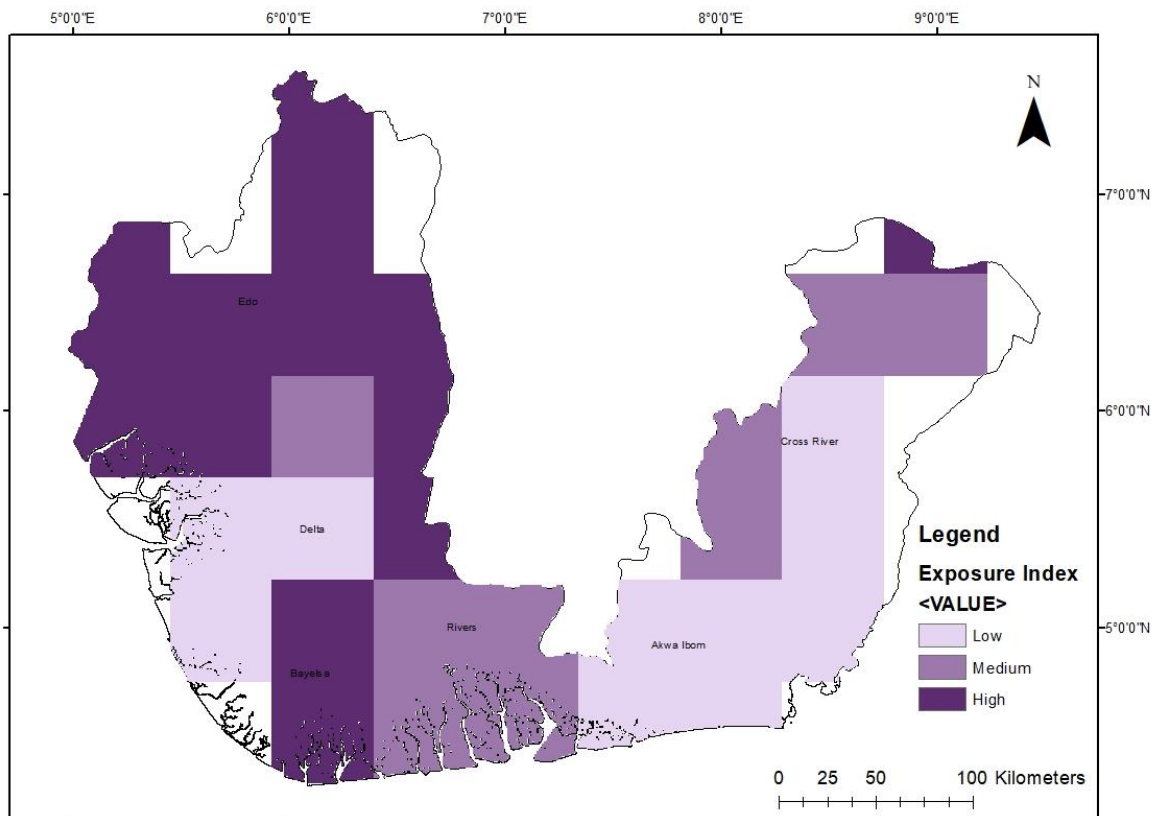 5°0'0"E 6°0'0"E 7°0'0"E 8°0'0"E 9°0'0"E
N
7°0'0"N
Edo
6°0'0"N
Cross River
Delta
Legend
Exposure Index
<VALUE>
Rivers
5°0'0"N
Low
Akwa Ibom
Medium
Bayelsa
High
0 25 50 100 Kilometers